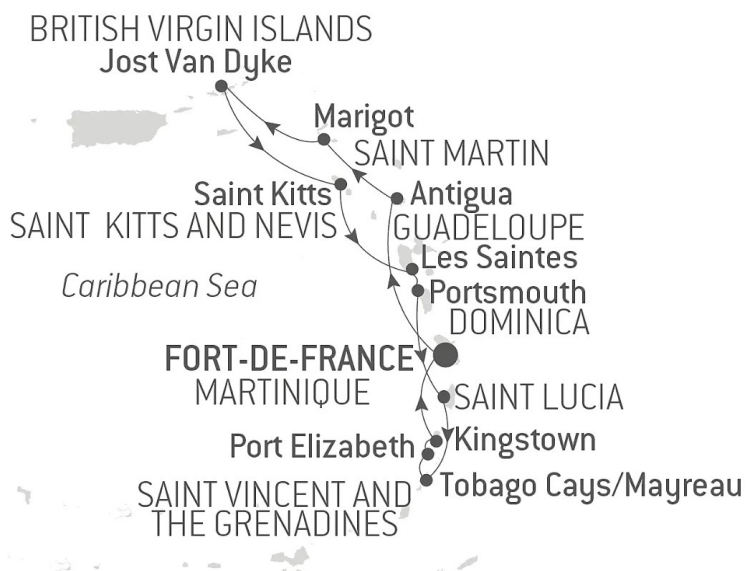 BRITISH VIRGIN ISLANDS
Jost Van Dyke
Marigot
SAINT MARTIN
Saint Kitts
Antigua
SAINT KITTS AND NEVIS
GUADELOUPE
Les Saintes
Caribbean Sea
Portsmouth
DOMINICA
FORT-DE-FRANCE
MARTINIQUE
SAINT LUCIA
Kingstown
Port Elizabeth
Tobago Cays/Mayreau
SAINT VINCENT AND
THE GRENADINES